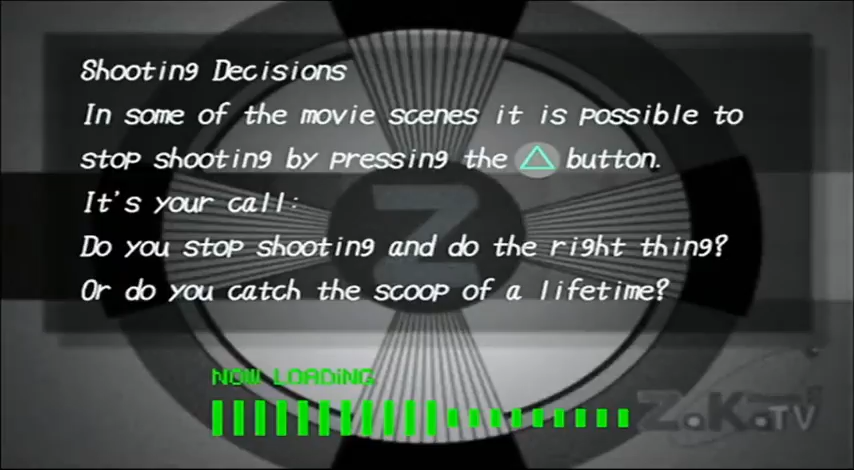 Shooting Decisions
In some of the movie scenes it is possible to
stop shooting by pressing the △ button.
It's your call:
Do you stop shooting and do the right thing?
Or do you catch the scoop of a lifetime?
Z
NOW LOADiNG
ZaKa TV